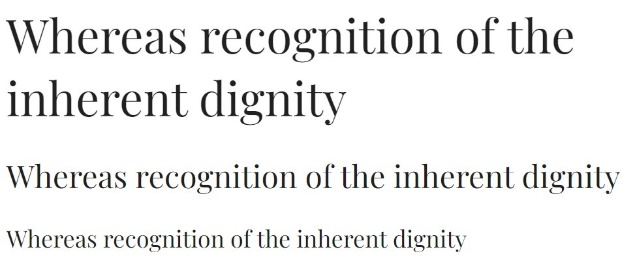 Whereas recognition of the
inherent dignity
Whereas recognition of the inherent dignity
Whereas recognition of the inherent dignity